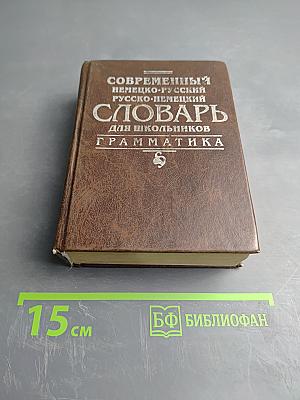 СОВРЕМЕННЫЙ
НЕМЕЦКО-РУССКИЙ
РУССКО-НЕМЕЦКИЙ
СЛОВАРЬ
ДЛЯ ШКОЛЬНИКОВ
ГРАММАТИКА
15 см
БФ БИБЛИОФАН